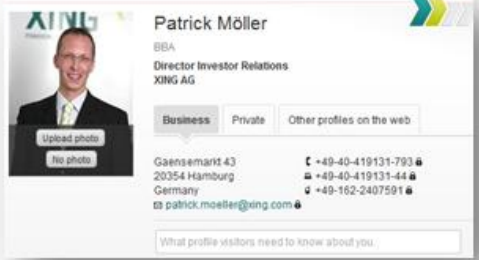 XING
Patrick Möller
BBA
Director Investor Relations
XING AG
Upload photo
No photo
Business
Private
Other profiles on the web
Gaensemarkt 43
20354 Hamburg
Germany
patrick.moeller@xing.com
+49-40-419131-793
+49-40-419131-44
+49-162-2407591
What profile visitors need to know about you.